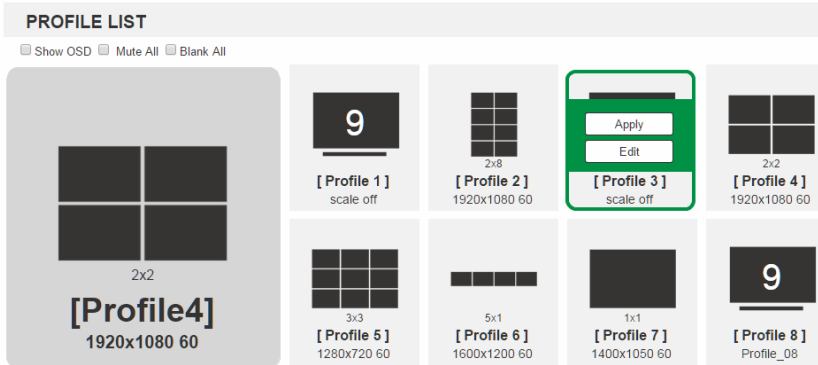 PROFILE LIST
Show OSD Mute All Blank All
2x2
[Profile4]
1920x1080 60
9
[ Profile 1 ]
scale off
2x8
[ Profile 2 ]
1920x1080 60
Apply
Edit
[ Profile 3 ]
scale off
2x2
[ Profile 4 ]
1920x1080 60
3x3
[ Profile 5 ]
1280x720 60
5x1
[ Profile 6 ]
1600x1200 60
1x1
[ Profile 7 ]
1400x1050 60
9
[ Profile 8 ]
Profile_08